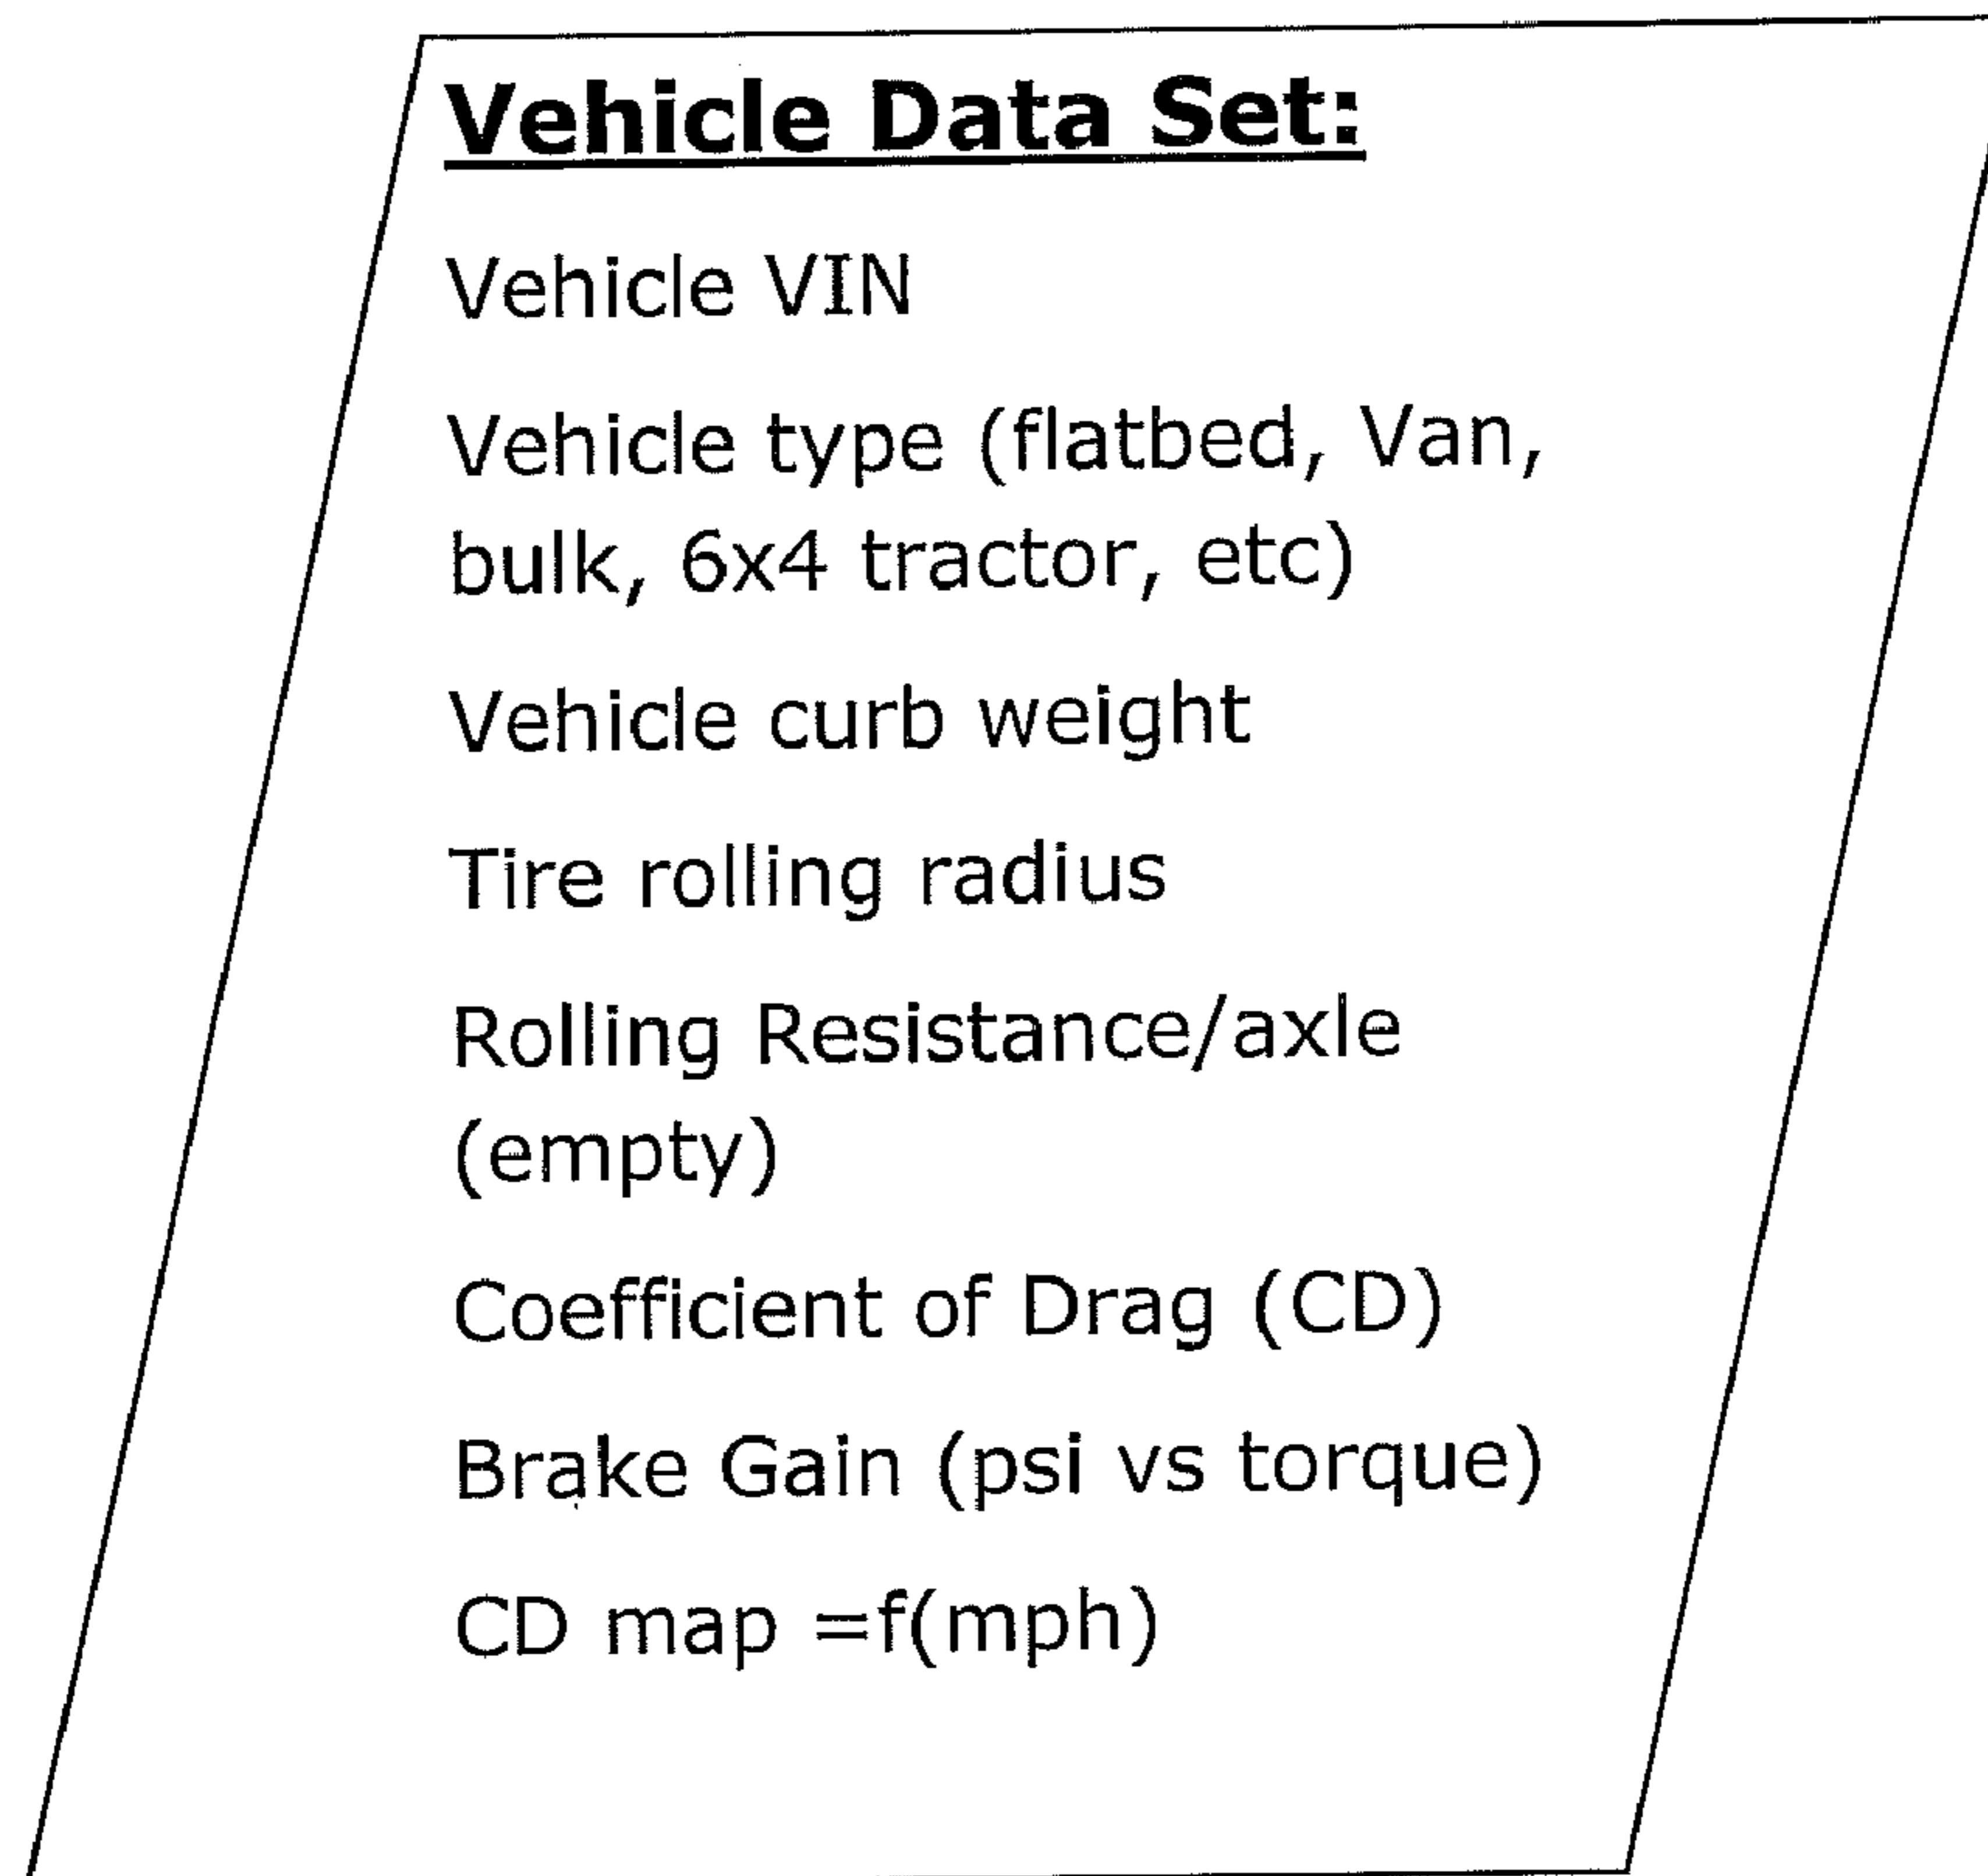 Vehicle Data Set:
Vehicle VIN
Vehicle type (flatbed, Van,
bulk, 6x4 tractor, etc)
Vehicle curb weight
Tire rolling radius
Rolling Resistance/axle
(empty)
Coefficient of Drag (CD)
Brake Gain (psi vs torque)
CD map =f(mph)